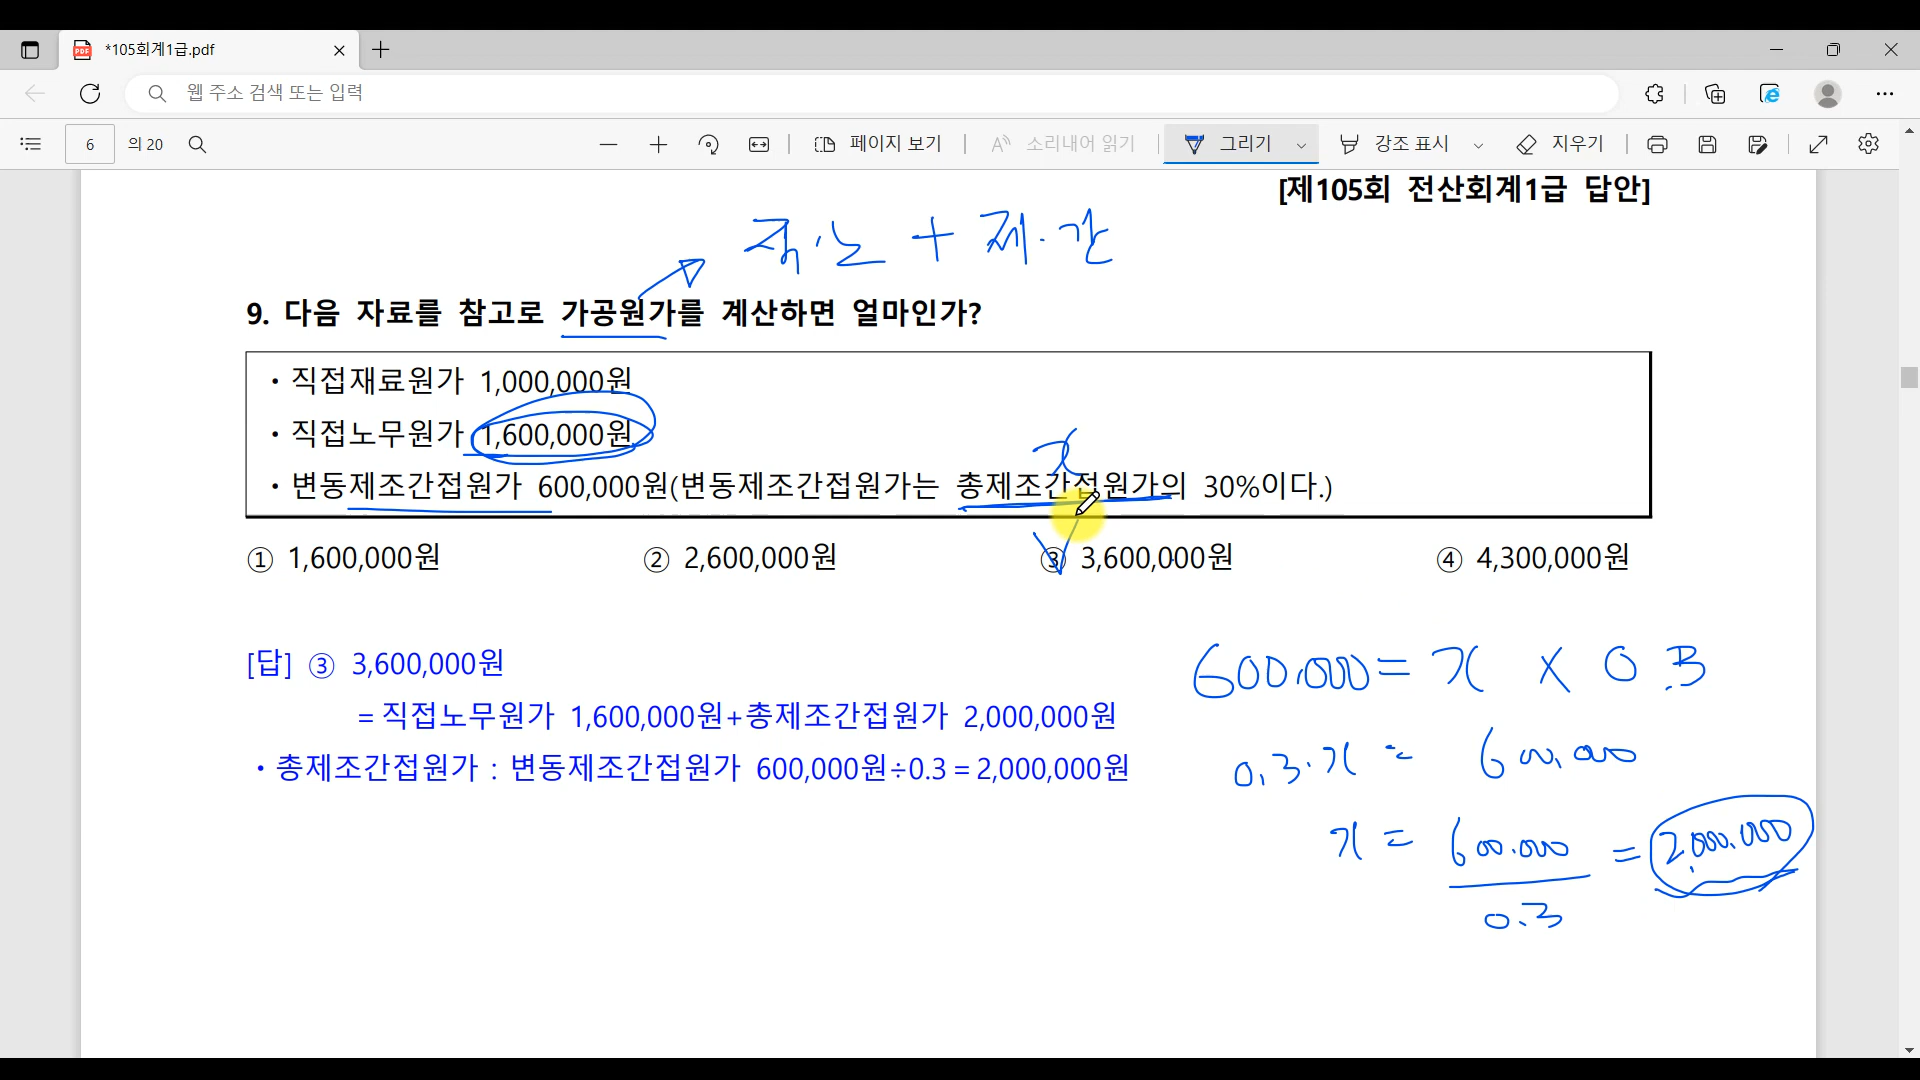 *105회계1급.pdf
웹 주소 검색 또는 입력
6 의 20 페이지 보기 소리내어 읽기 그리기 강조 표시 지우기
[제105회 전산회계1급 답안]
직.노 + 제.간
9. 다음 자료를 참고로 가공원가를 계산하면 얼마인가?
・직접재료원가 1,000,000원
・직접노무원가 1,600,000원
x
・변동제조간접원가 600,000원(변동제조간접원가는 총제조간접원가의 30%이다.)
① 1,600,000원 ② 2,600,000원 ③ 3,600,000원 ④ 4,300,000원
[답] ③ 3,600,000원
= 직접노무원가 1,600,000원+총제조간접원가 2,000,000원
・총제조간접원가 : 변동제조간접원가 600,000원÷0.3 = 2,000,000원
600,000 = x × 0.3
0.3·x = 600,000
x = 600.000 / 0.3 = 2,000,000